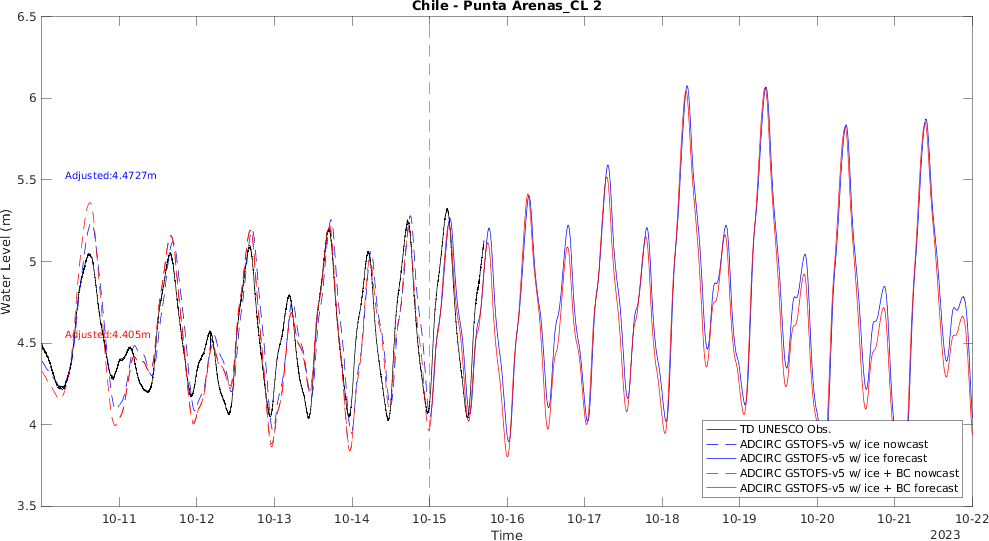 Chile - Punta Arenas_CL 2
6.5
6
5.5
5
4.5
4
3.5
Water Level (m)
Adjusted:4.4727m
Adjusted:4.405m
TD UNESCO Obs.
ADCIRC GSTOFS-v5 w/ ice nowcast
ADCIRC GSTOFS-v5 w/ ice forecast
ADCIRC GSTOFS-v5 w/ ice + BC nowcast
ADCIRC GSTOFS-v5 w/ ice + BC forecast
10-11 10-12 10-13 10-14 10-15 10-16 10-17 10-18 10-19 10-20 10-21 10-22
Time
2023